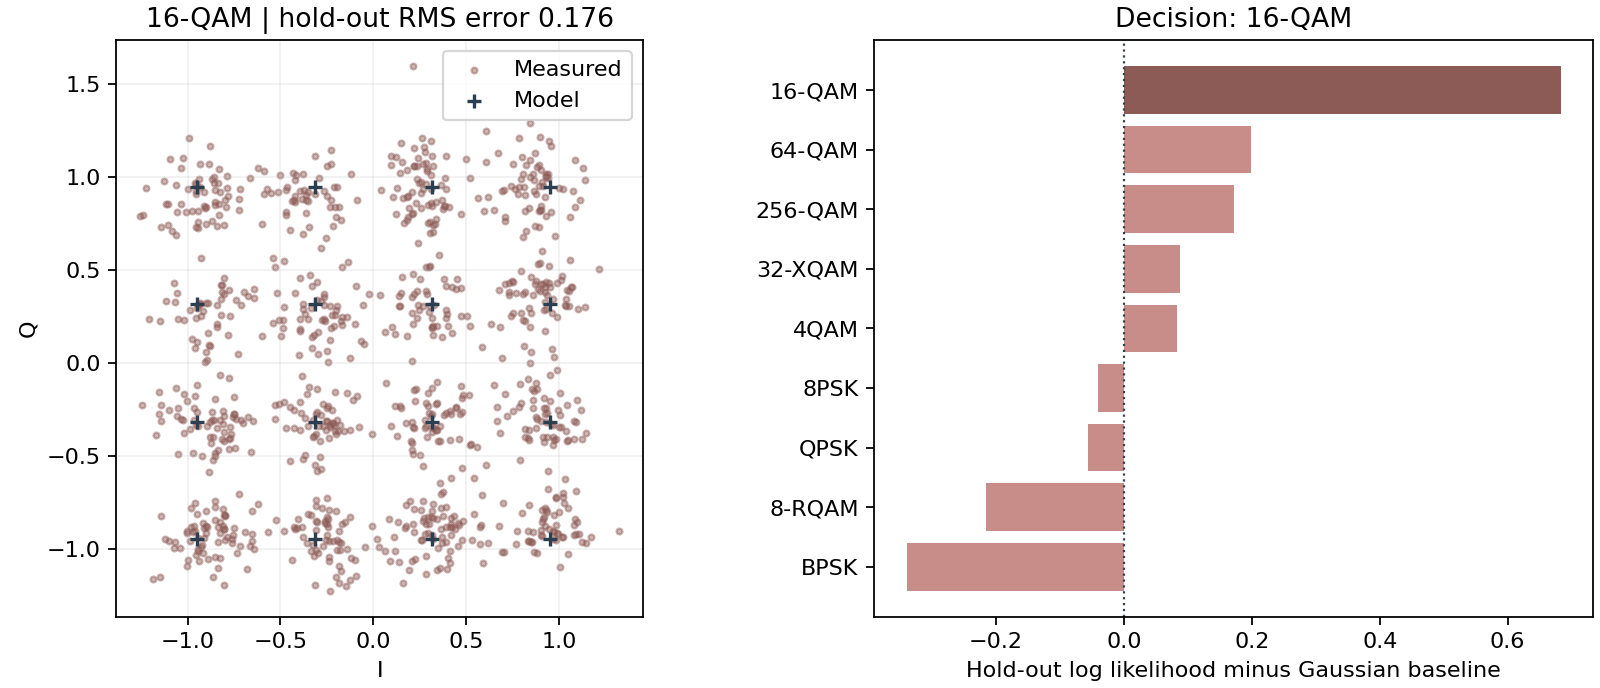 16-QAM | hold-out RMS error 0.176
Measured
Model
1.5
1.0
0.5
0.0
−0.5
−1.0
Q
−1.0
−0.5
0.0
0.5
1.0
I
Decision: 16-QAM
16-QAM
64-QAM
256-QAM
32-XQAM
4QAM
8PSK
QPSK
8-RQAM
BPSK
−0.2
0.0
0.2
0.4
0.6
Hold-out log likelihood minus Gaussian baseline